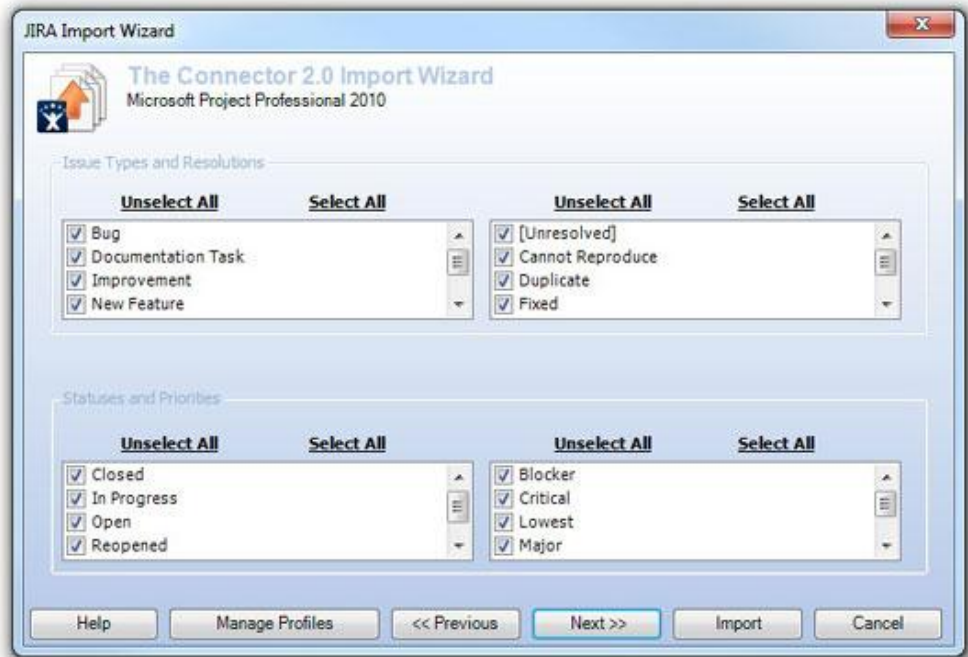 JIRA Import Wizard
The Connector 2.0 Import Wizard
Microsoft Project Professional 2010
Issue Types and Resolutions
Unselect All Select All Unselect All Select All
Bug [Unresolved]
Documentation Task Cannot Reproduce
Improvement Duplicate
New Feature Fixed
Statuses and Priorities
Unselect All Select All Unselect All Select All
Closed Blocker
In Progress Critical
Open Lowest
Reopened Major
Help Manage Profiles << Previous Next >> Import Cancel